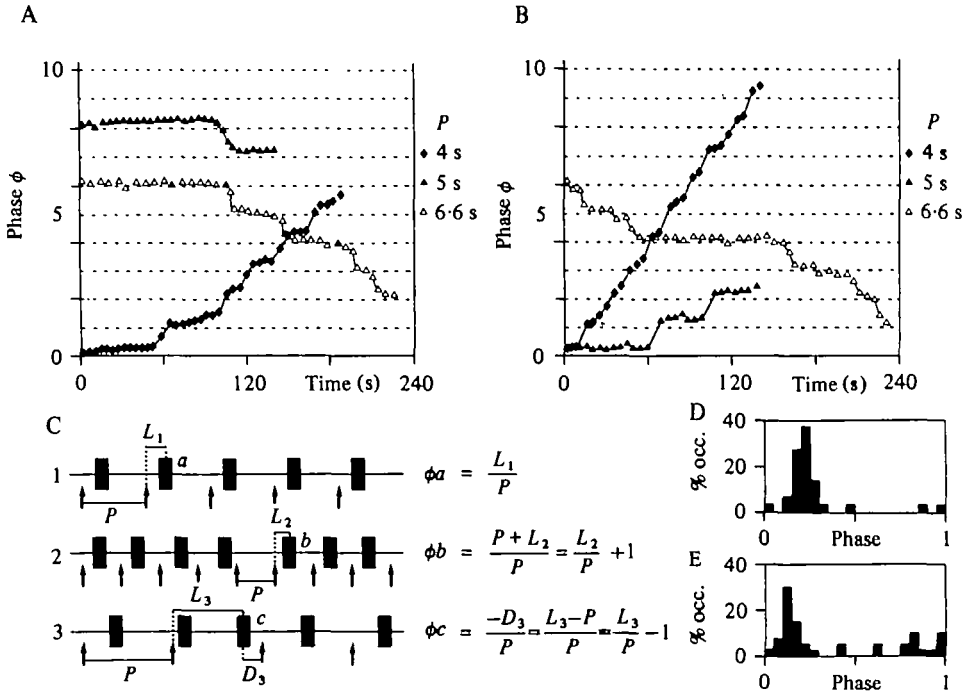 A
10
5
0
Phase ϕ
0
120
240
Time (s)
P
4 s
5 s
6·6 s
B
10
5
0
Phase ϕ
0
120
240
Time (s)
P
4 s
5 s
6·6 s
C
1
L₁
a
P
ϕa = L₁/P
2
L₂
b
P
ϕb = P + L₂/P = L₂/P + 1
3
L₃
c
P
D₃
ϕc = −D₃/P = L₃−P/P = L₃/P − 1
D
40
20
0
% occ.
0 Phase 1
E
40
20
0
% occ.
0 Phase 1